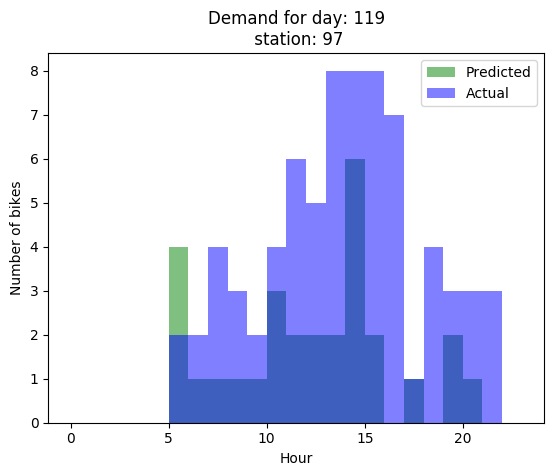 Demand for day: 119
station: 97
Predicted
Actual
Number of bikes
8
7
6
5
4
3
2
1
0
0 5 10 15 20
Hour